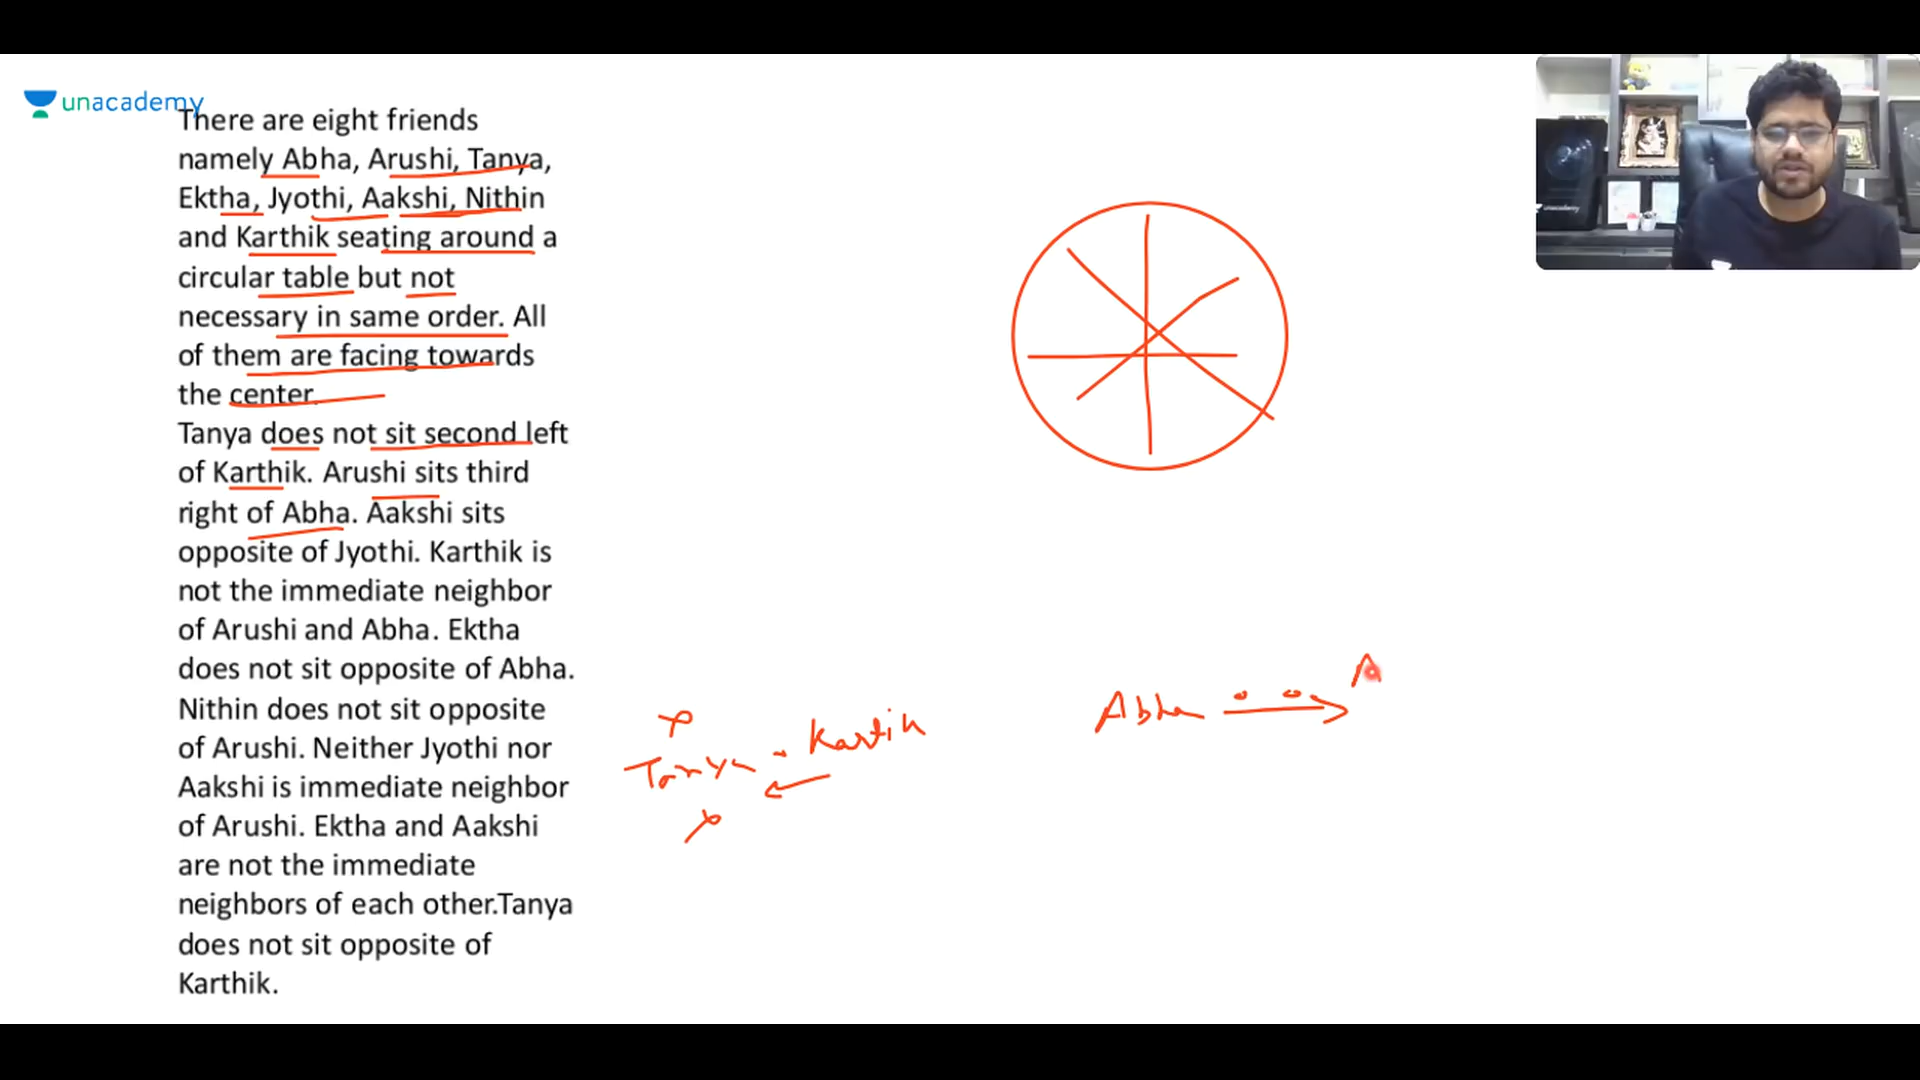 unacademy
There are eight friends
namely Abha, Arushi, Tanya,
Ektha, Jyothi, Aakshi, Nithin
and Karthik seating around a
circular table but not
necessary in same order. All
of them are facing towards
the center.
Tanya does not sit second left
of Karthik. Arushi sits third
right of Abha. Aakshi sits
opposite of Jyothi. Karthik is
not the immediate neighbor
of Arushi and Abha. Ektha
does not sit opposite of Abha.
Nithin does not sit opposite
of Arushi. Neither Jyothi nor
Aakshi is immediate neighbor
of Arushi. Ektha and Aakshi
are not the immediate
neighbors of each other.Tanya
does not sit opposite of
Karthik.
Tanya - Kartik
Abha
A
unacademy